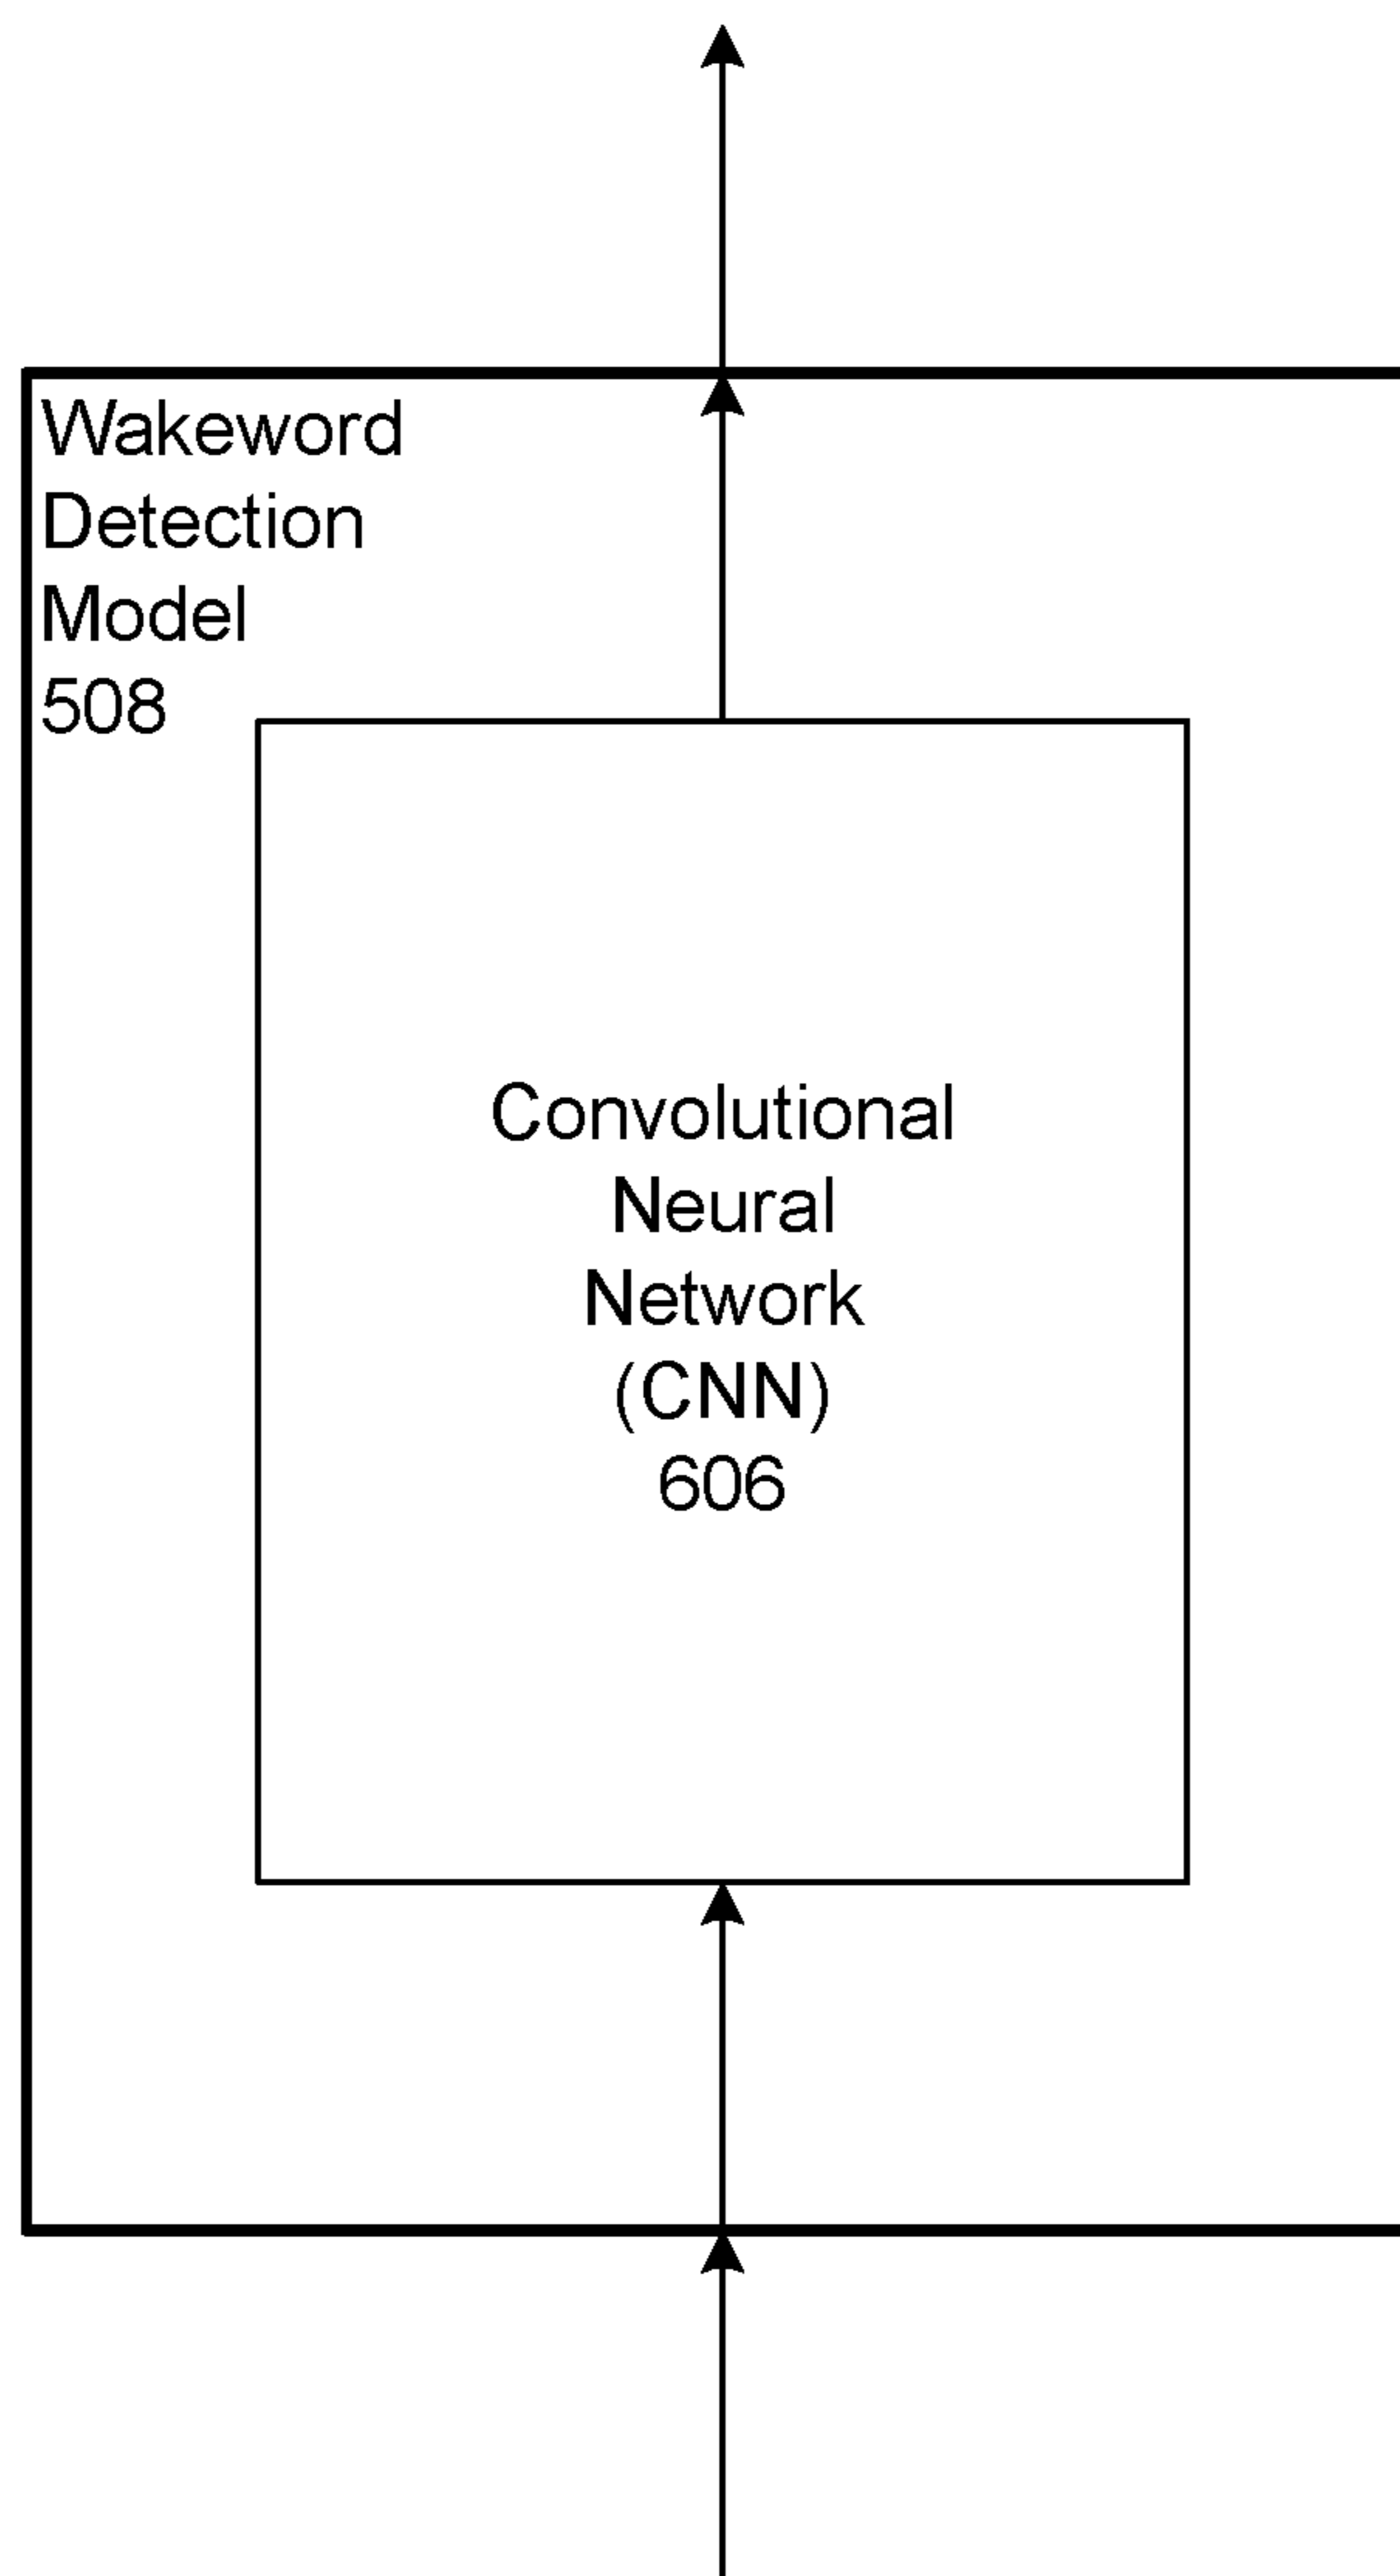 Wakeword
Detection
Model
508
Convolutional
Neural
Network
(CNN)
606